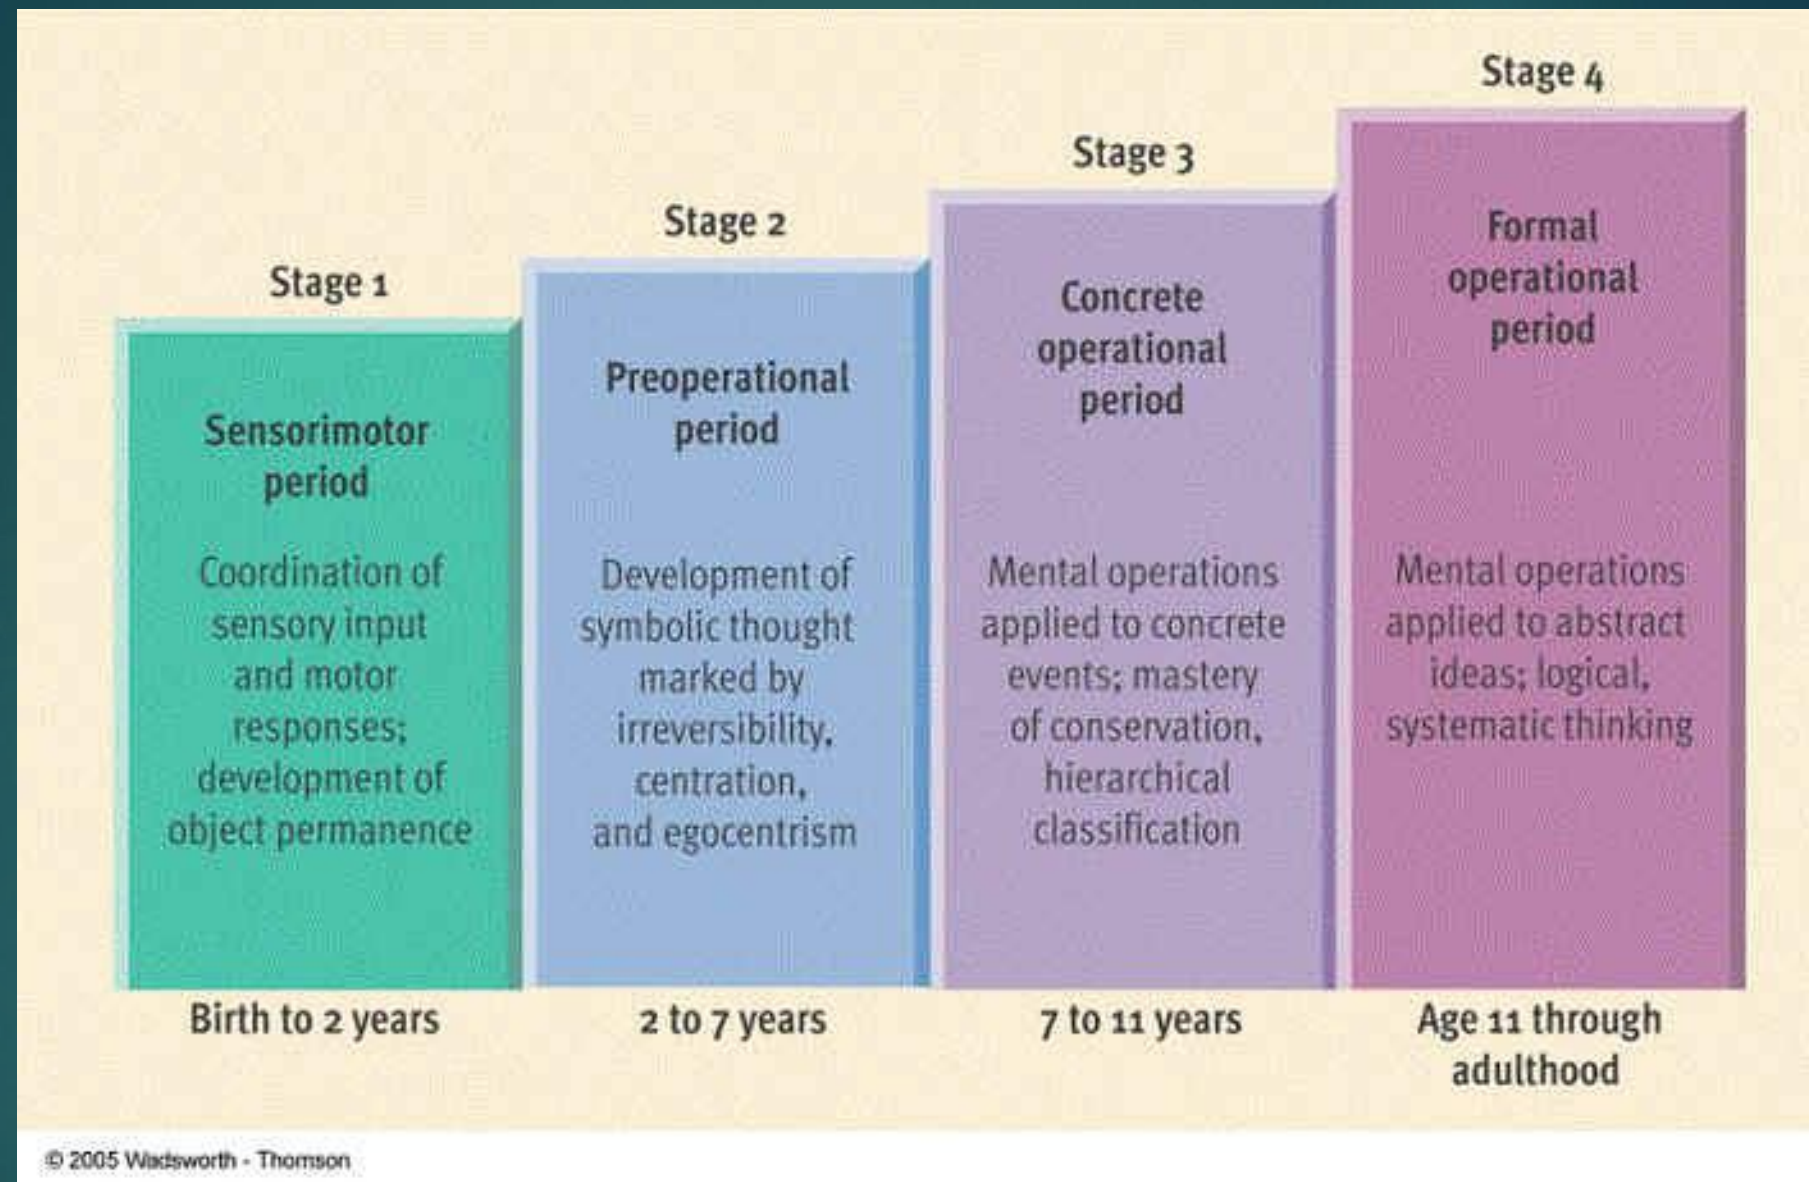 Stage 1
Sensorimotor
period
Coordination of
sensory input
and motor
responses;
development of
object permanence
Birth to 2 years
Stage 2
Preoperational
period
Development of
symbolic thought
marked by
irreversibility,
centration,
and egocentrism
2 to 7 years
Stage 3
Concrete
operational
period
Mental operations
applied to concrete
events; mastery
of conservation,
hierarchical
classification
7 to 11 years
Stage 4
Formal
operational
period
Mental operations
applied to abstract
ideas; logical,
systematic thinking
Age 11 through
adulthood
© 2005 Wadsworth - Thomson